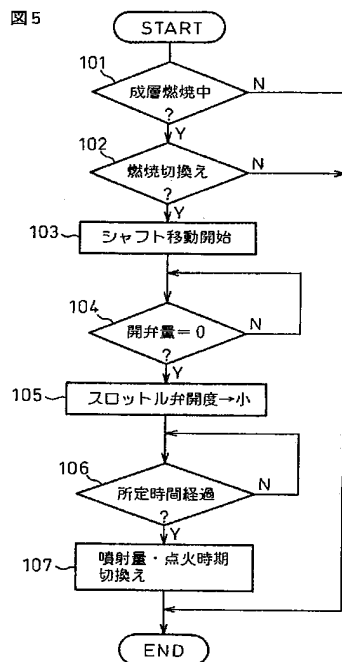 図5
START
101
成層燃焼中
?
N
Y
102
燃焼切換え
?
N
Y
103
シャフト移動開始
104
開弁量=0
?
N
Y
105
スロットル弁開度→小
106
所定時間経過
?
N
Y
107
噴射量・点火時期
切換え
END